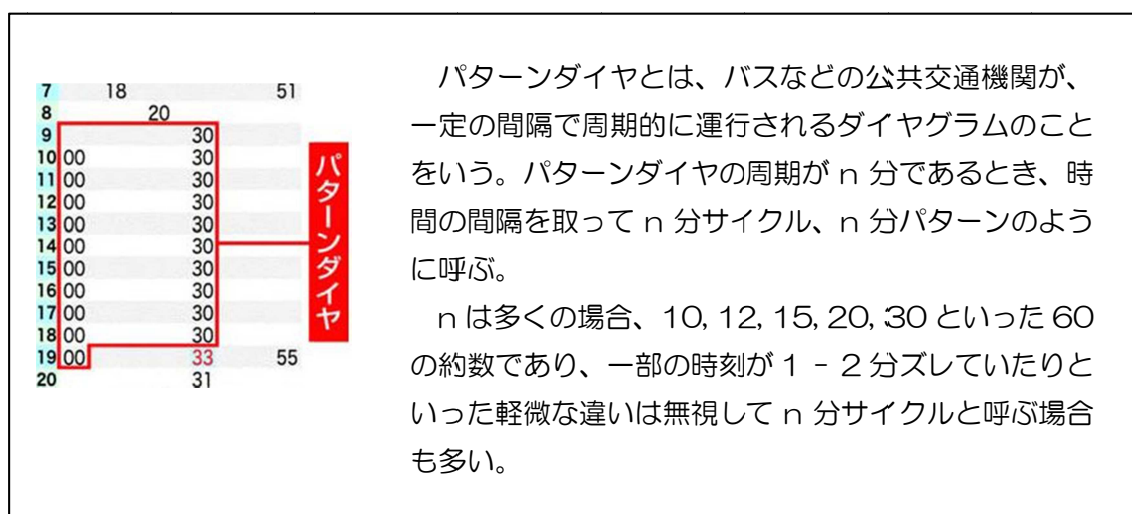 7 18 51
8 20
9 30
10 00 30
11 00 30
12 00 30
13 00 30
14 00 30
15 00 30
16 00 30
17 00 30
18 00 30
19 00 33 55
20 31
パターンダイヤ
パターンダイヤとは、バスなどの公共交通機関が、
一定の間隔で周期的に運行されるダイヤグラムのこと
をいう。パターンダイヤの周期が n 分であるとき、時
間の間隔を取って n 分サイクル、n 分パターンのよう
に呼ぶ。
n は多くの場合、10, 12, 15, 20, 30 といった 60
の約数であり、一部の時刻が 1 - 2 分ズレていたりと
いった軽微な違いは無視して n 分サイクルと呼ぶ場合
も多い。